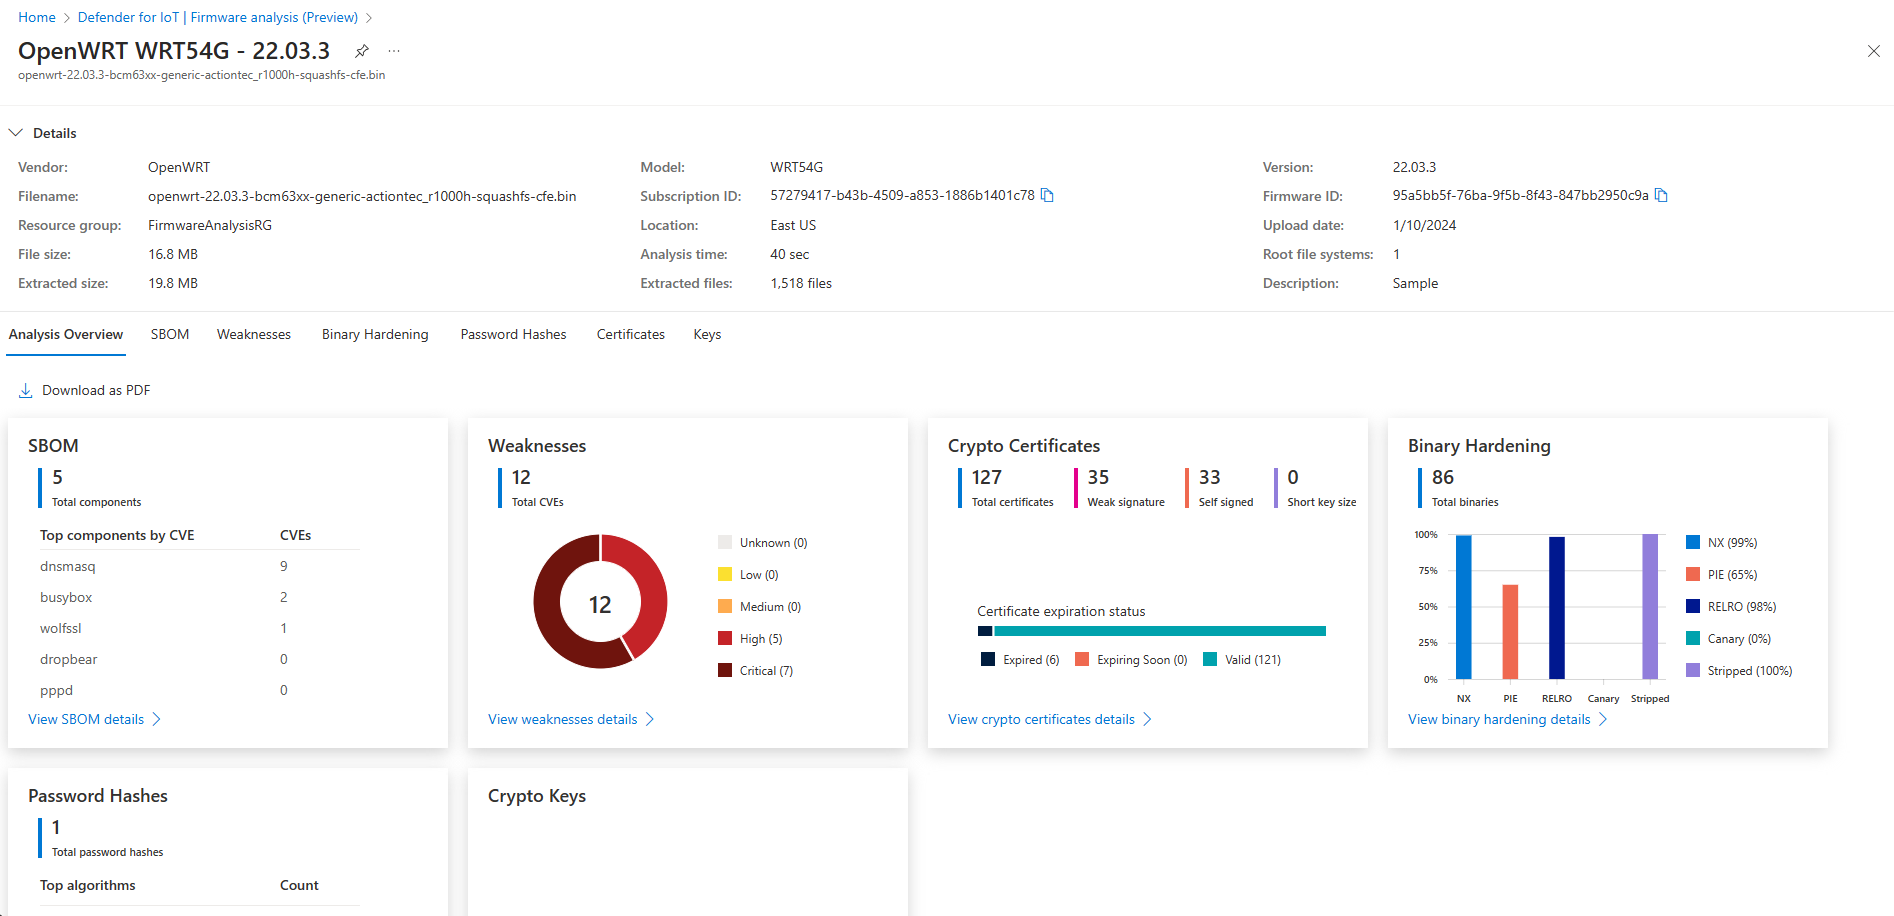 Home > Defender for IoT | Firmware analysis (Preview) >
OpenWRT WRT54G - 22.03.3 ...
openwrt-22.03.3-bcm63xx-generic-actiontec_r1000h-squashfs-cfe.bin
Details
Vendor: OpenWRT Model: WRT54G Version: 22.03.3
Filename: openwrt-22.03.3-bcm63xx-generic-actiontec_r1000h-squashfs-cfe.bin Subscription ID: 57279417-b43b-4509-a853-1886b1401c78 Firmware ID: 95a5bb5f-76ba-9f5b-8f43-847bb2950c9a
Resource group: FirmwareAnalysisRG Location: East US Upload date: 1/10/2024
File size: 16.8 MB Analysis time: 40 sec Root file systems: 1
Extracted size: 19.8 MB Extracted files: 1,518 files Description: Sample
Analysis Overview SBOM Weaknesses Binary Hardening Password Hashes Certificates Keys
Download as PDF
SBOM
5
Total components
Top components by CVE CVEs
dnsmasq 9
busybox 2
wolfssl 1
dropbear 0
pppd 0
View SBOM details >
Weaknesses
12
Total CVEs
12
Unknown (0)
Low (0)
Medium (0)
High (5)
Critical (7)
View weaknesses details >
Crypto Certificates
127 35 33 0
Total certificates Weak signature Self signed Short key size
Certificate expiration status
Expired (6) Expiring Soon (0) Valid (121)
View crypto certificates details >
Binary Hardening
86
Total binaries
100%
75%
50%
25%
0%
NX PIE RELRO Canary Stripped
NX (99%)
PIE (65%)
RELRO (98%)
Canary (0%)
Stripped (100%)
View binary hardening details >
Password Hashes
1
Total password hashes
Top algorithms Count
Crypto Keys